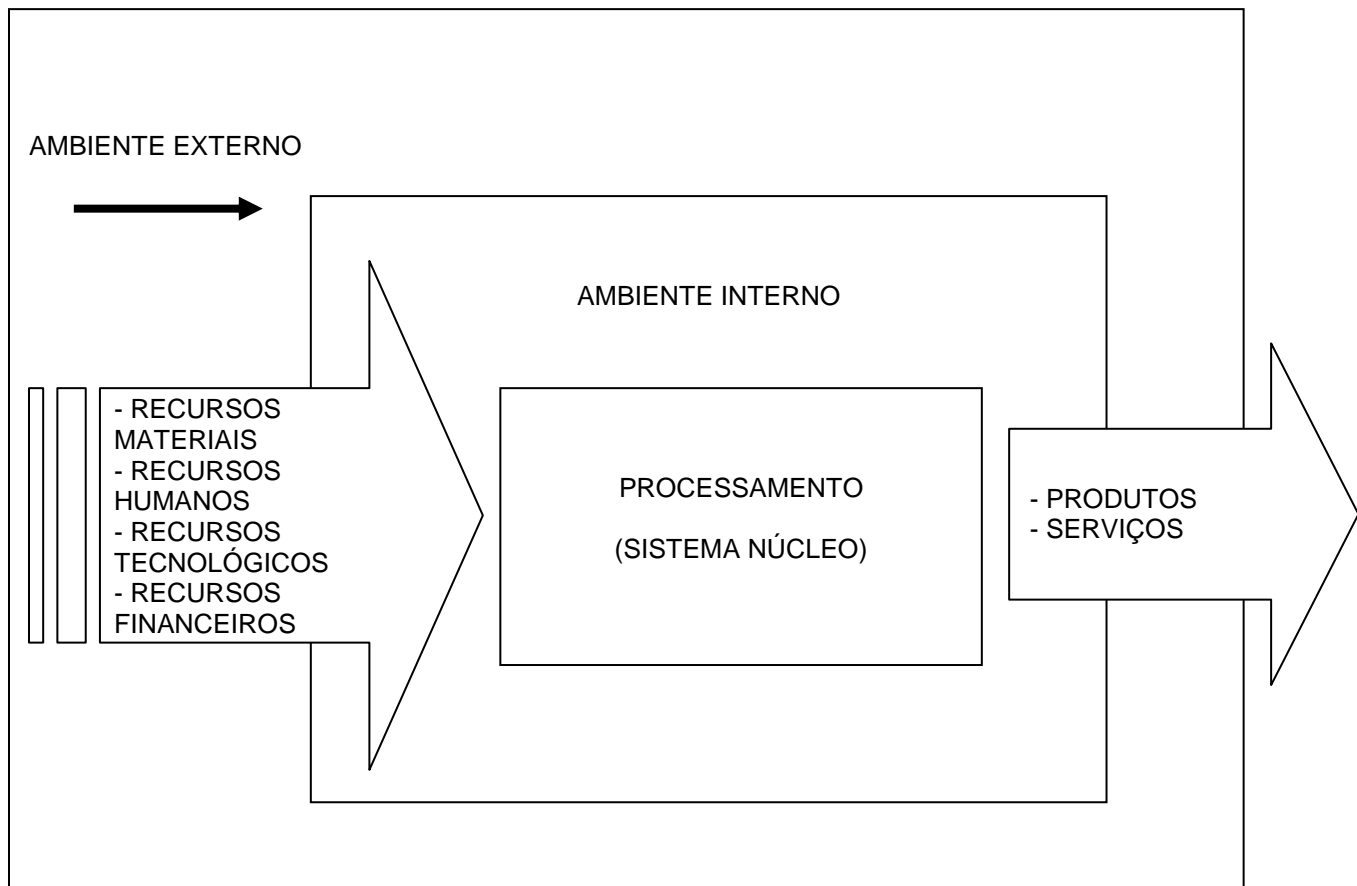 AMBIENTE EXTERNO
AMBIENTE INTERNO
- RECURSOS
MATERIAIS
- RECURSOS
HUMANOS
- RECURSOS
TECNOLÓGICOS
- RECURSOS
FINANCEIROS
PROCESSAMENTO
(SISTEMA NÚCLEO)
- PRODUTOS
- SERVIÇOS